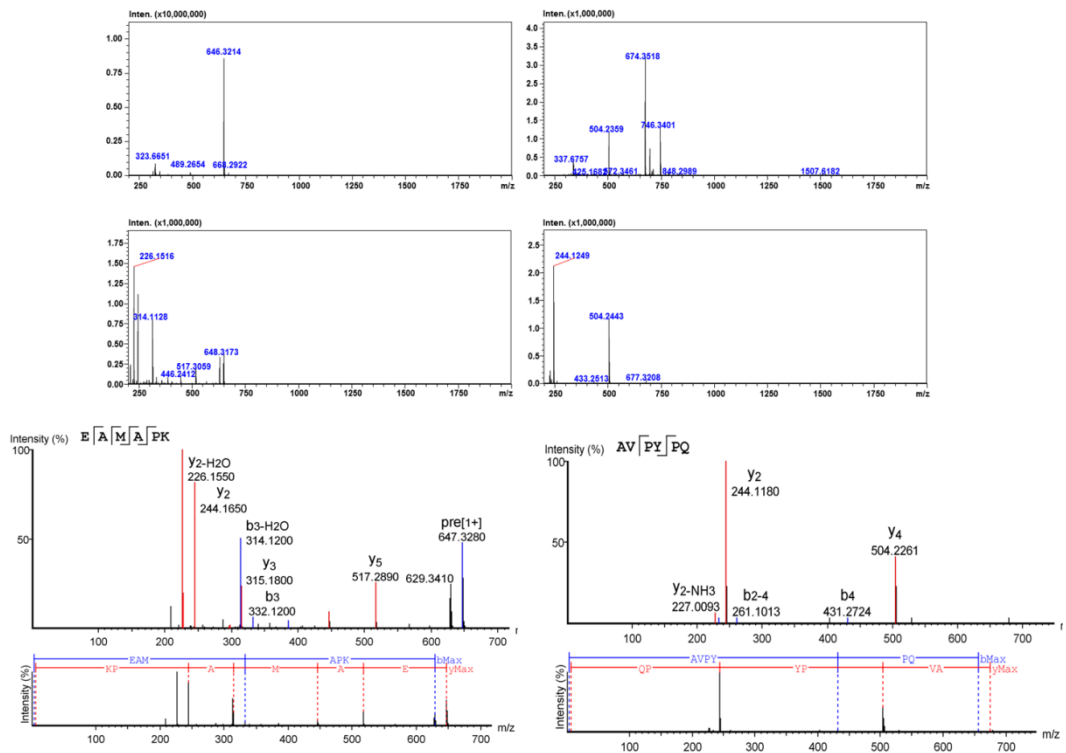 Inten. (x10,000,000)
1.00
0.75
0.50
0.25
0.00
646.3214
323.6651
489.2654
668.2922
250 500 750 1000 1250 1500 1750 m/z
Inten. (x1,000,000)
4.0
3.0
2.0
1.0
0.0
674.3518
746.3401
504.2359
337.6757
572.3461
848.2989
1507.6182
250 500 750 1000 1250 1500 1750 m/z
Inten. (x1,000,000)
1.75
1.50
1.25
1.00
0.75
0.50
0.25
0.00
226.1516
314.1128
446.2412
517.3059
648.3173
250 500 750 1000 1250 1500 1750 m/z
Inten. (x1,000,000)
2.5
2.0
1.5
1.0
0.5
0.0
244.1249
504.2443
433.2513
677.3208
250 500 750 1000 1250 1500 1750 m/z
Intensity (%)
EAMAPK
100
50
y2-H2O
226.1550
y2
244.1650
b3-H2O
314.1200
y3
315.1800
b3
332.1200
y5
517.2890
629.3410
pre[1+]
647.3280
100 200 300 400 500 600 700
Intensity (%)
EAM APK bMax
KP A M A E yMax
100 200 300 400 500 600 700 m/z
Intensity (%)
AVPYPQ
100
50
y2
244.1180
y4
504.2261
y2-NH3
227.0093
b2-4
261.1013
b4
431.2724
100 200 300 400 500 600 700
Intensity (%)
AVPY PQ bMax
QP YP VA yMax
100 200 300 400 500 600 700 m/z